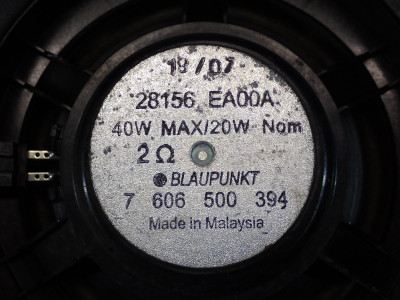 19/07
28156 EA00A
40W MAX/20W Nom
2Ω
BLAUPUNKT
7 606 500 394
Made in Malaysia